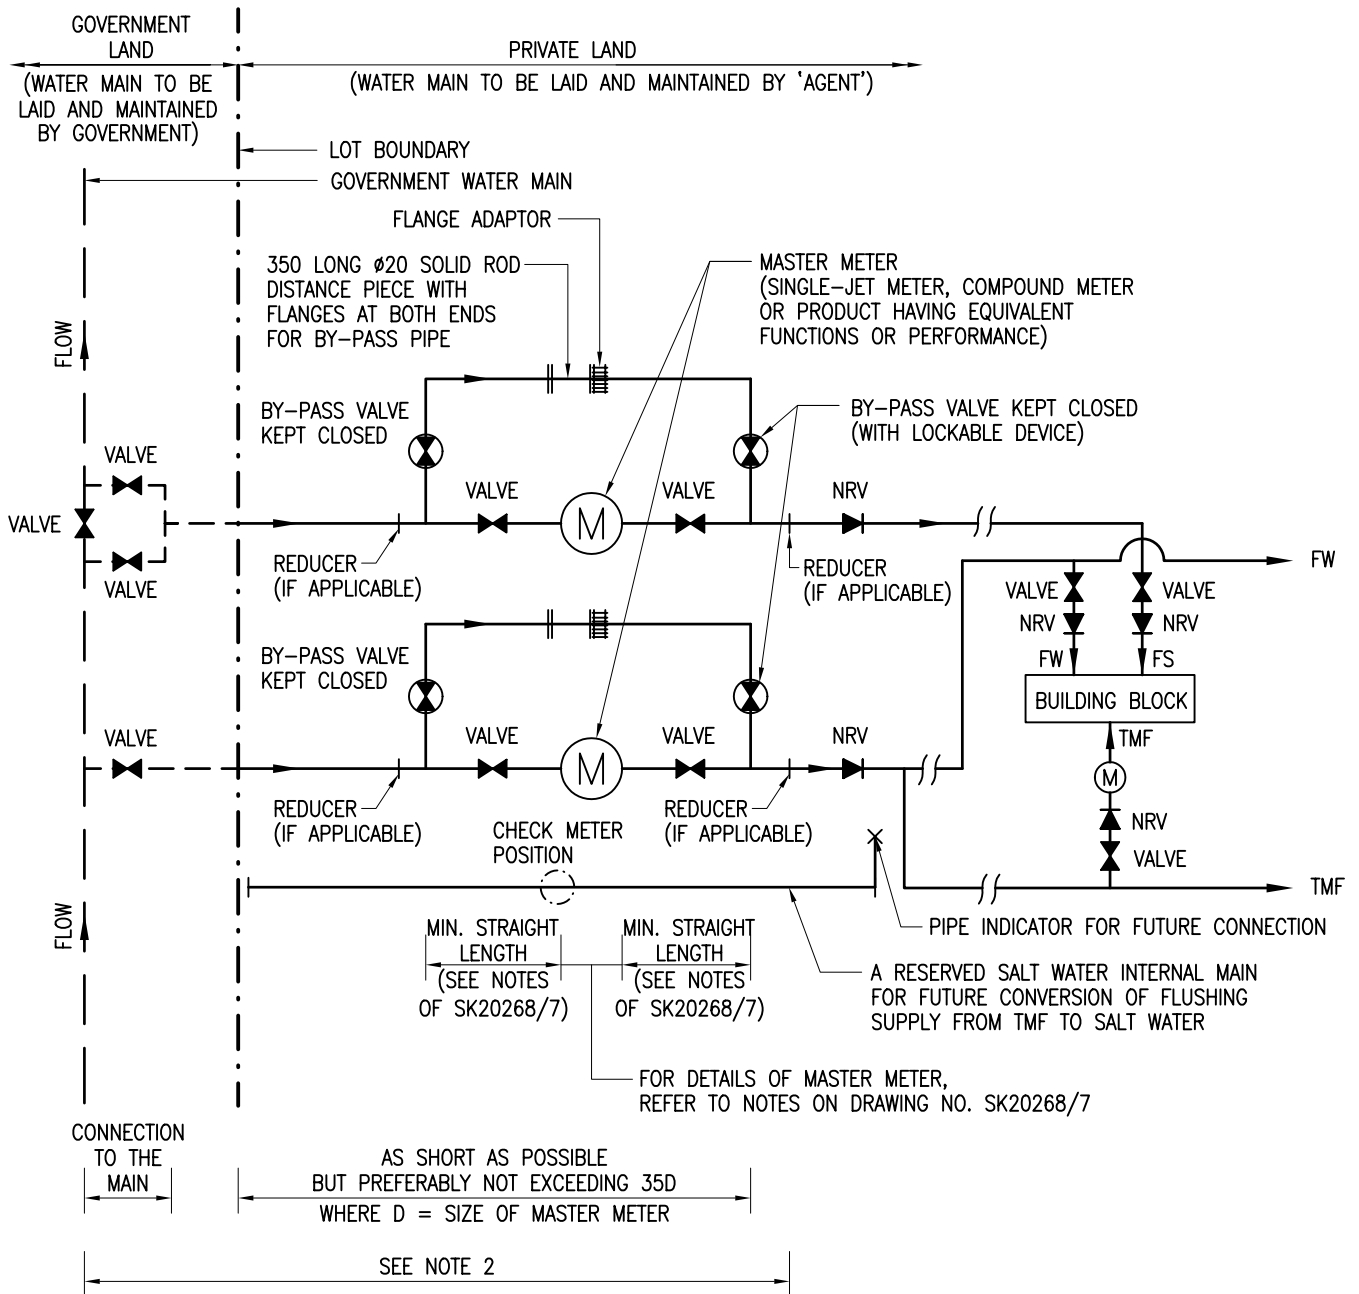 GOVERNMENT
LAND
(WATER MAIN TO BE
LAID AND MAINTAINED
BY GOVERNMENT)
PRIVATE LAND
(WATER MAIN TO BE LAID AND MAINTAINED BY 'AGENT')
LOT BOUNDARY
GOVERNMENT WATER MAIN
FLANGE ADAPTOR
350 LONG ø20 SOLID ROD
DISTANCE PIECE WITH
FLANGES AT BOTH ENDS
FOR BY-PASS PIPE
MASTER METER
(SINGLE-JET METER, COMPOUND METER
OR PRODUCT HAVING EQUIVALENT
FUNCTIONS OR PERFORMANCE)
FLOW
BY-PASS VALVE
KEPT CLOSED
BY-PASS VALVE KEPT CLOSED
(WITH LOCKABLE DEVICE)
VALVE
VALVE
VALVE
VALVE
M
VALVE
NRV
REDUCER
(IF APPLICABLE)
REDUCER
(IF APPLICABLE)
FW
VALVE
VALVE
NRV
NRV
FW
FS
BUILDING BLOCK
TMF
M
NRV
VALVE
TMF
BY-PASS VALVE
KEPT CLOSED
VALVE
VALVE
M
VALVE
NRV
REDUCER
(IF APPLICABLE)
REDUCER
(IF APPLICABLE)
CHECK METER
POSITION
FLOW
MIN. STRAIGHT
LENGTH
(SEE NOTES
OF SK20268/7)
MIN. STRAIGHT
LENGTH
(SEE NOTES
OF SK20268/7)
PIPE INDICATOR FOR FUTURE CONNECTION
A RESERVED SALT WATER INTERNAL MAIN
FOR FUTURE CONVERSION OF FLUSHING
SUPPLY FROM TMF TO SALT WATER
FOR DETAILS OF MASTER METER,
REFER TO NOTES ON DRAWING NO. SK20268/7
CONNECTION
TO THE
MAIN
AS SHORT AS POSSIBLE
BUT PREFERABLY NOT EXCEEDING 35D
WHERE D = SIZE OF MASTER METER
SEE NOTE 2